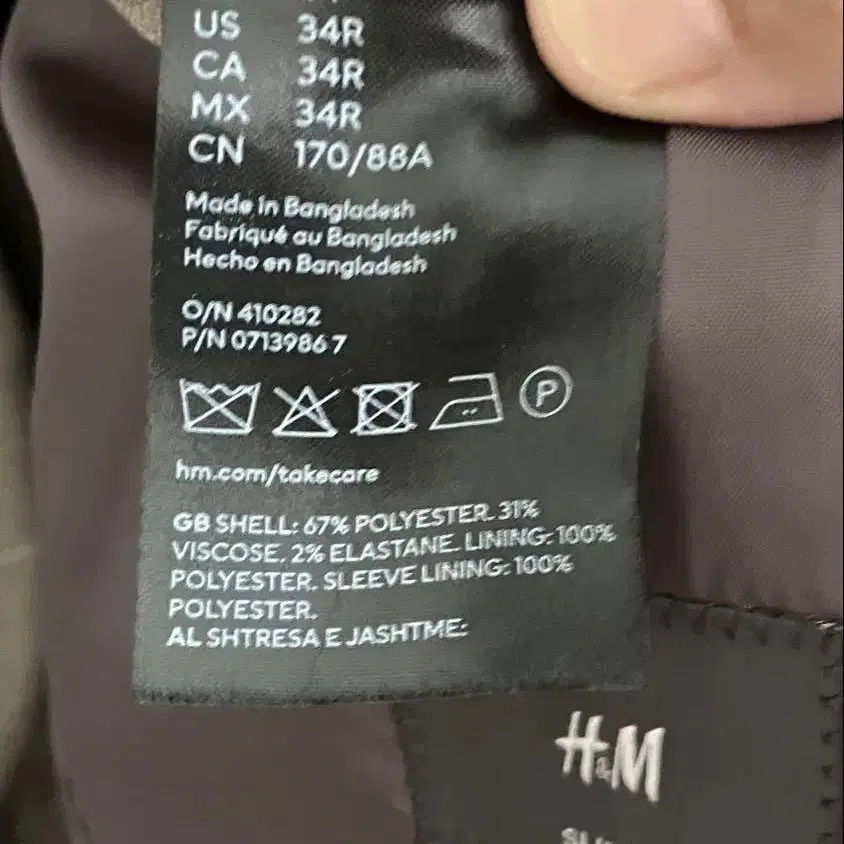 US 34R
CA 34R
MX 34R
CN 170/88A
Made in Bangladesh
Fabriqué au Bangladesh
Hecho en Bangladesh
O/N 410282
P/N 0713986 7
P
hm.com/takecare
GB SHELL: 67% POLYESTER. 31%
VISCOSE. 2% ELASTANE. LINING: 100%
POLYESTER. SLEEVE LINING: 100%
POLYESTER.
AL SHTRESA E JASHTME:
H&M